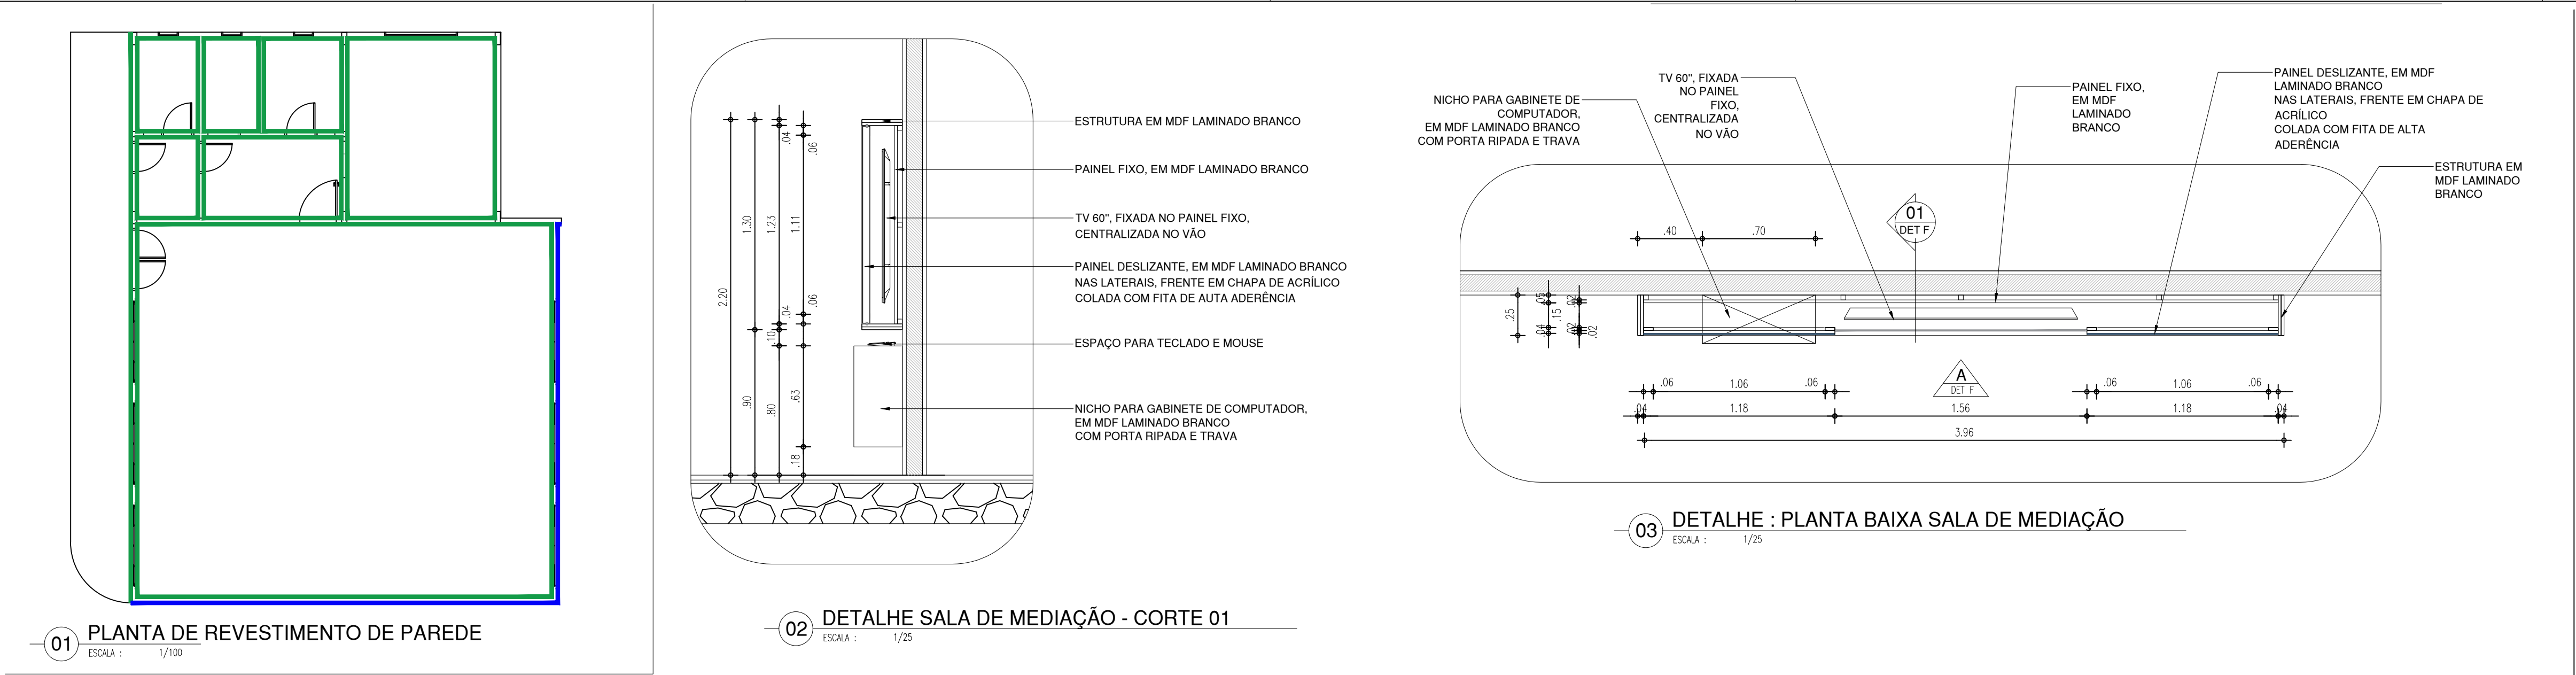 01
PLANTA DE REVESTIMENTO DE PAREDE
ESCALA : 1/100
2.20
1.30
.90
.04
1.23
.04
.10
.80
.06
1.11
.06
.63
.18
ESTRUTURA EM MDF LAMINADO BRANCO
PAINEL FIXO, EM MDF LAMINADO BRANCO
TV 60", FIXADA NO PAINEL FIXO,
CENTRALIZADA NO VÃO
PAINEL DESLIZANTE, EM MDF LAMINADO BRANCO
NAS LATERAIS, FRENTE EM CHAPA DE ACRÍLICO
COLADA COM FITA DE AUTA ADERÊNCIA
ESPAÇO PARA TECLADO E MOUSE
NICHO PARA GABINETE DE COMPUTADOR,
EM MDF LAMINADO BRANCO
COM PORTA RIPADA E TRAVA
02
DETALHE SALA DE MEDIAÇÃO - CORTE 01
ESCALA : 1/25
NICHO PARA GABINETE DE
COMPUTADOR,
EM MDF LAMINADO BRANCO
COM PORTA RIPADA E TRAVA
TV 60", FIXADA
NO PAINEL
FIXO,
CENTRALIZADA
NO VÃO
PAINEL FIXO,
EM MDF
LAMINADO
BRANCO
PAINEL DESLIZANTE, EM MDF
LAMINADO BRANCO
NAS LATERAIS, FRENTE EM CHAPA DE
ACRÍLICO
COLADA COM FITA DE ALTA
ADERÊNCIA
ESTRUTURA EM
MDF LAMINADO
BRANCO
01
DET F
.40 .70
.25
.05
.15
.04
.02
.02
.02
A
DET F
.06 1.06 .06 .06 1.06 .06
.04 1.18 1.56 1.18 .04
3.96
03
DETALHE : PLANTA BAIXA SALA DE MEDIAÇÃO
ESCALA : 1/25